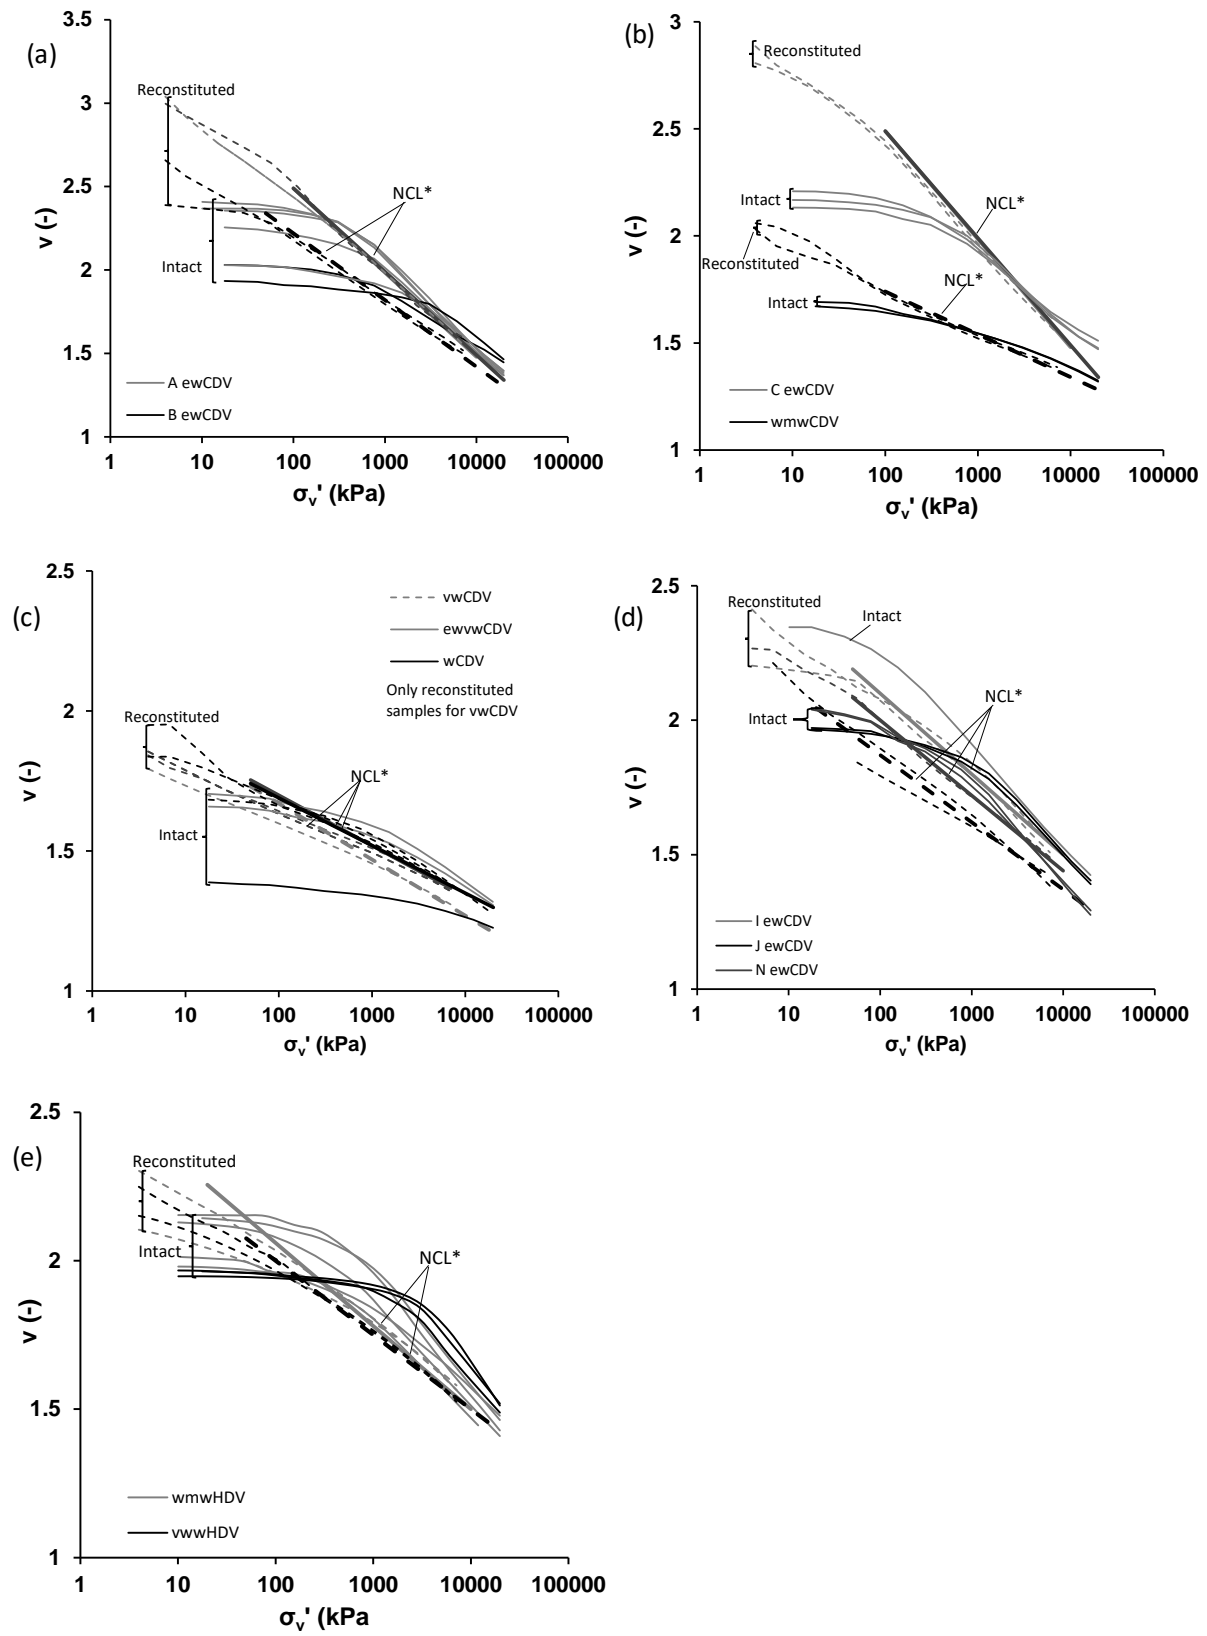 (a)
3.5
3
2.5
2
1.5
1
v (-)
Reconstituted
NCL*
Intact
A ewCDV
B ewCDV
1 10 100 1000 10000 100000
σv' (kPa)
(b)
3
2.5
2
1.5
1
v (-)
Reconstituted
Intact
NCL*
Reconstituted
NCL*
Intact
C ewCDV
wmwCDV
1 10 100 1000 10000 100000
σv' (kPa)
(c)
2.5
2
1.5
1
v (-)
vwCDV
ewvwCDV
wCDV
Only reconstituted
samples for vwCDV
Reconstituted
NCL*
Intact
1 10 100 1000 10000 100000
σv' (kPa)
(d)
2.5
2
1.5
1
v (-)
Reconstituted
Intact
NCL*
Intact
I ewCDV
J ewCDV
N ewCDV
1 10 100 1000 10000 100000
σv' (kPa)
(e)
2.5
2
1.5
1
v (-)
Reconstituted
Intact
NCL*
wmwHDV
vwwHDV
1 10 100 1000 10000 100000
σv' (kPa